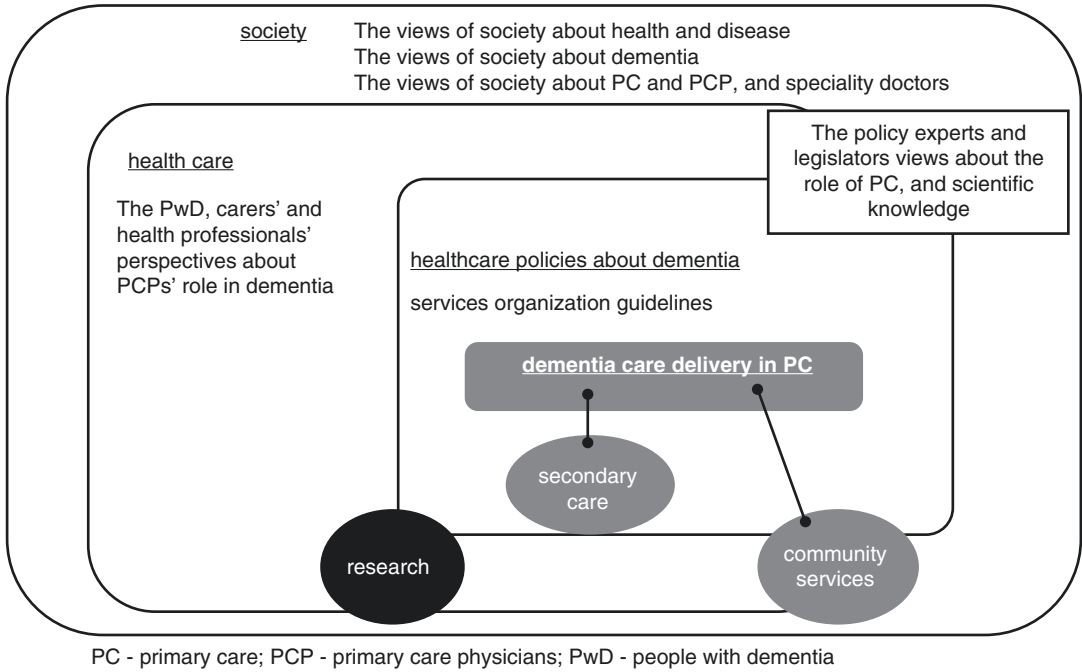 society
The views of society about health and disease
The views of society about dementia
The views of society about PC and PCP, and speciality doctors
The policy experts and
legislators views about the
role of PC, and scientific
knowledge
health care
The PwD, carers' and
health professionals'
perspectives about
PCPs' role in dementia
healthcare policies about dementia
services organization guidelines
dementia care delivery in PC
secondary
care
research
community
services
PC - primary care; PCP - primary care physicians; PwD - people with dementia